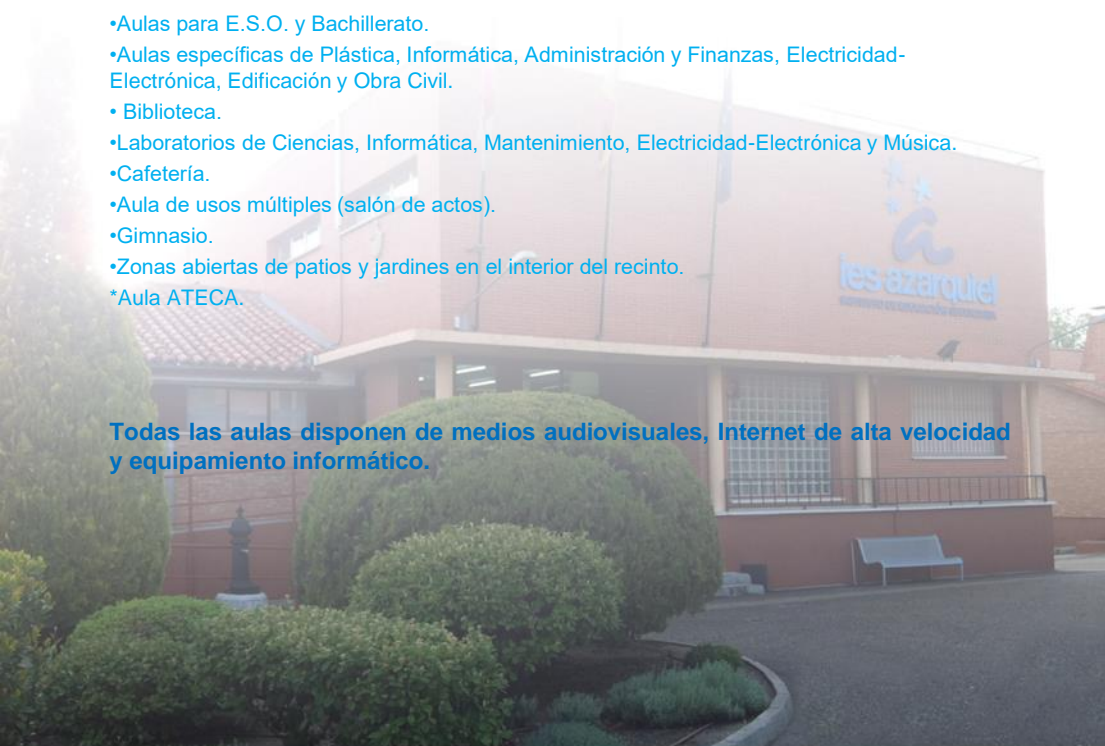 •Aulas para E.S.O. y Bachillerato.
•Aulas específicas de Plástica, Informática, Administración y Finanzas, Electricidad-
Electrónica, Edificación y Obra Civil.
• Biblioteca.
•Laboratorios de Ciencias, Informática, Mantenimiento, Electricidad-Electrónica y Música.
•Cafetería.
•Aula de usos múltiples (salón de actos).
•Gimnasio.
•Zonas abiertas de patios y jardines en el interior del recinto.
*Aula ATECA.
a
ies azarquiel
Todas las aulas disponen de medios audiovisuales, Internet de alta velocidad
y equipamiento informático.